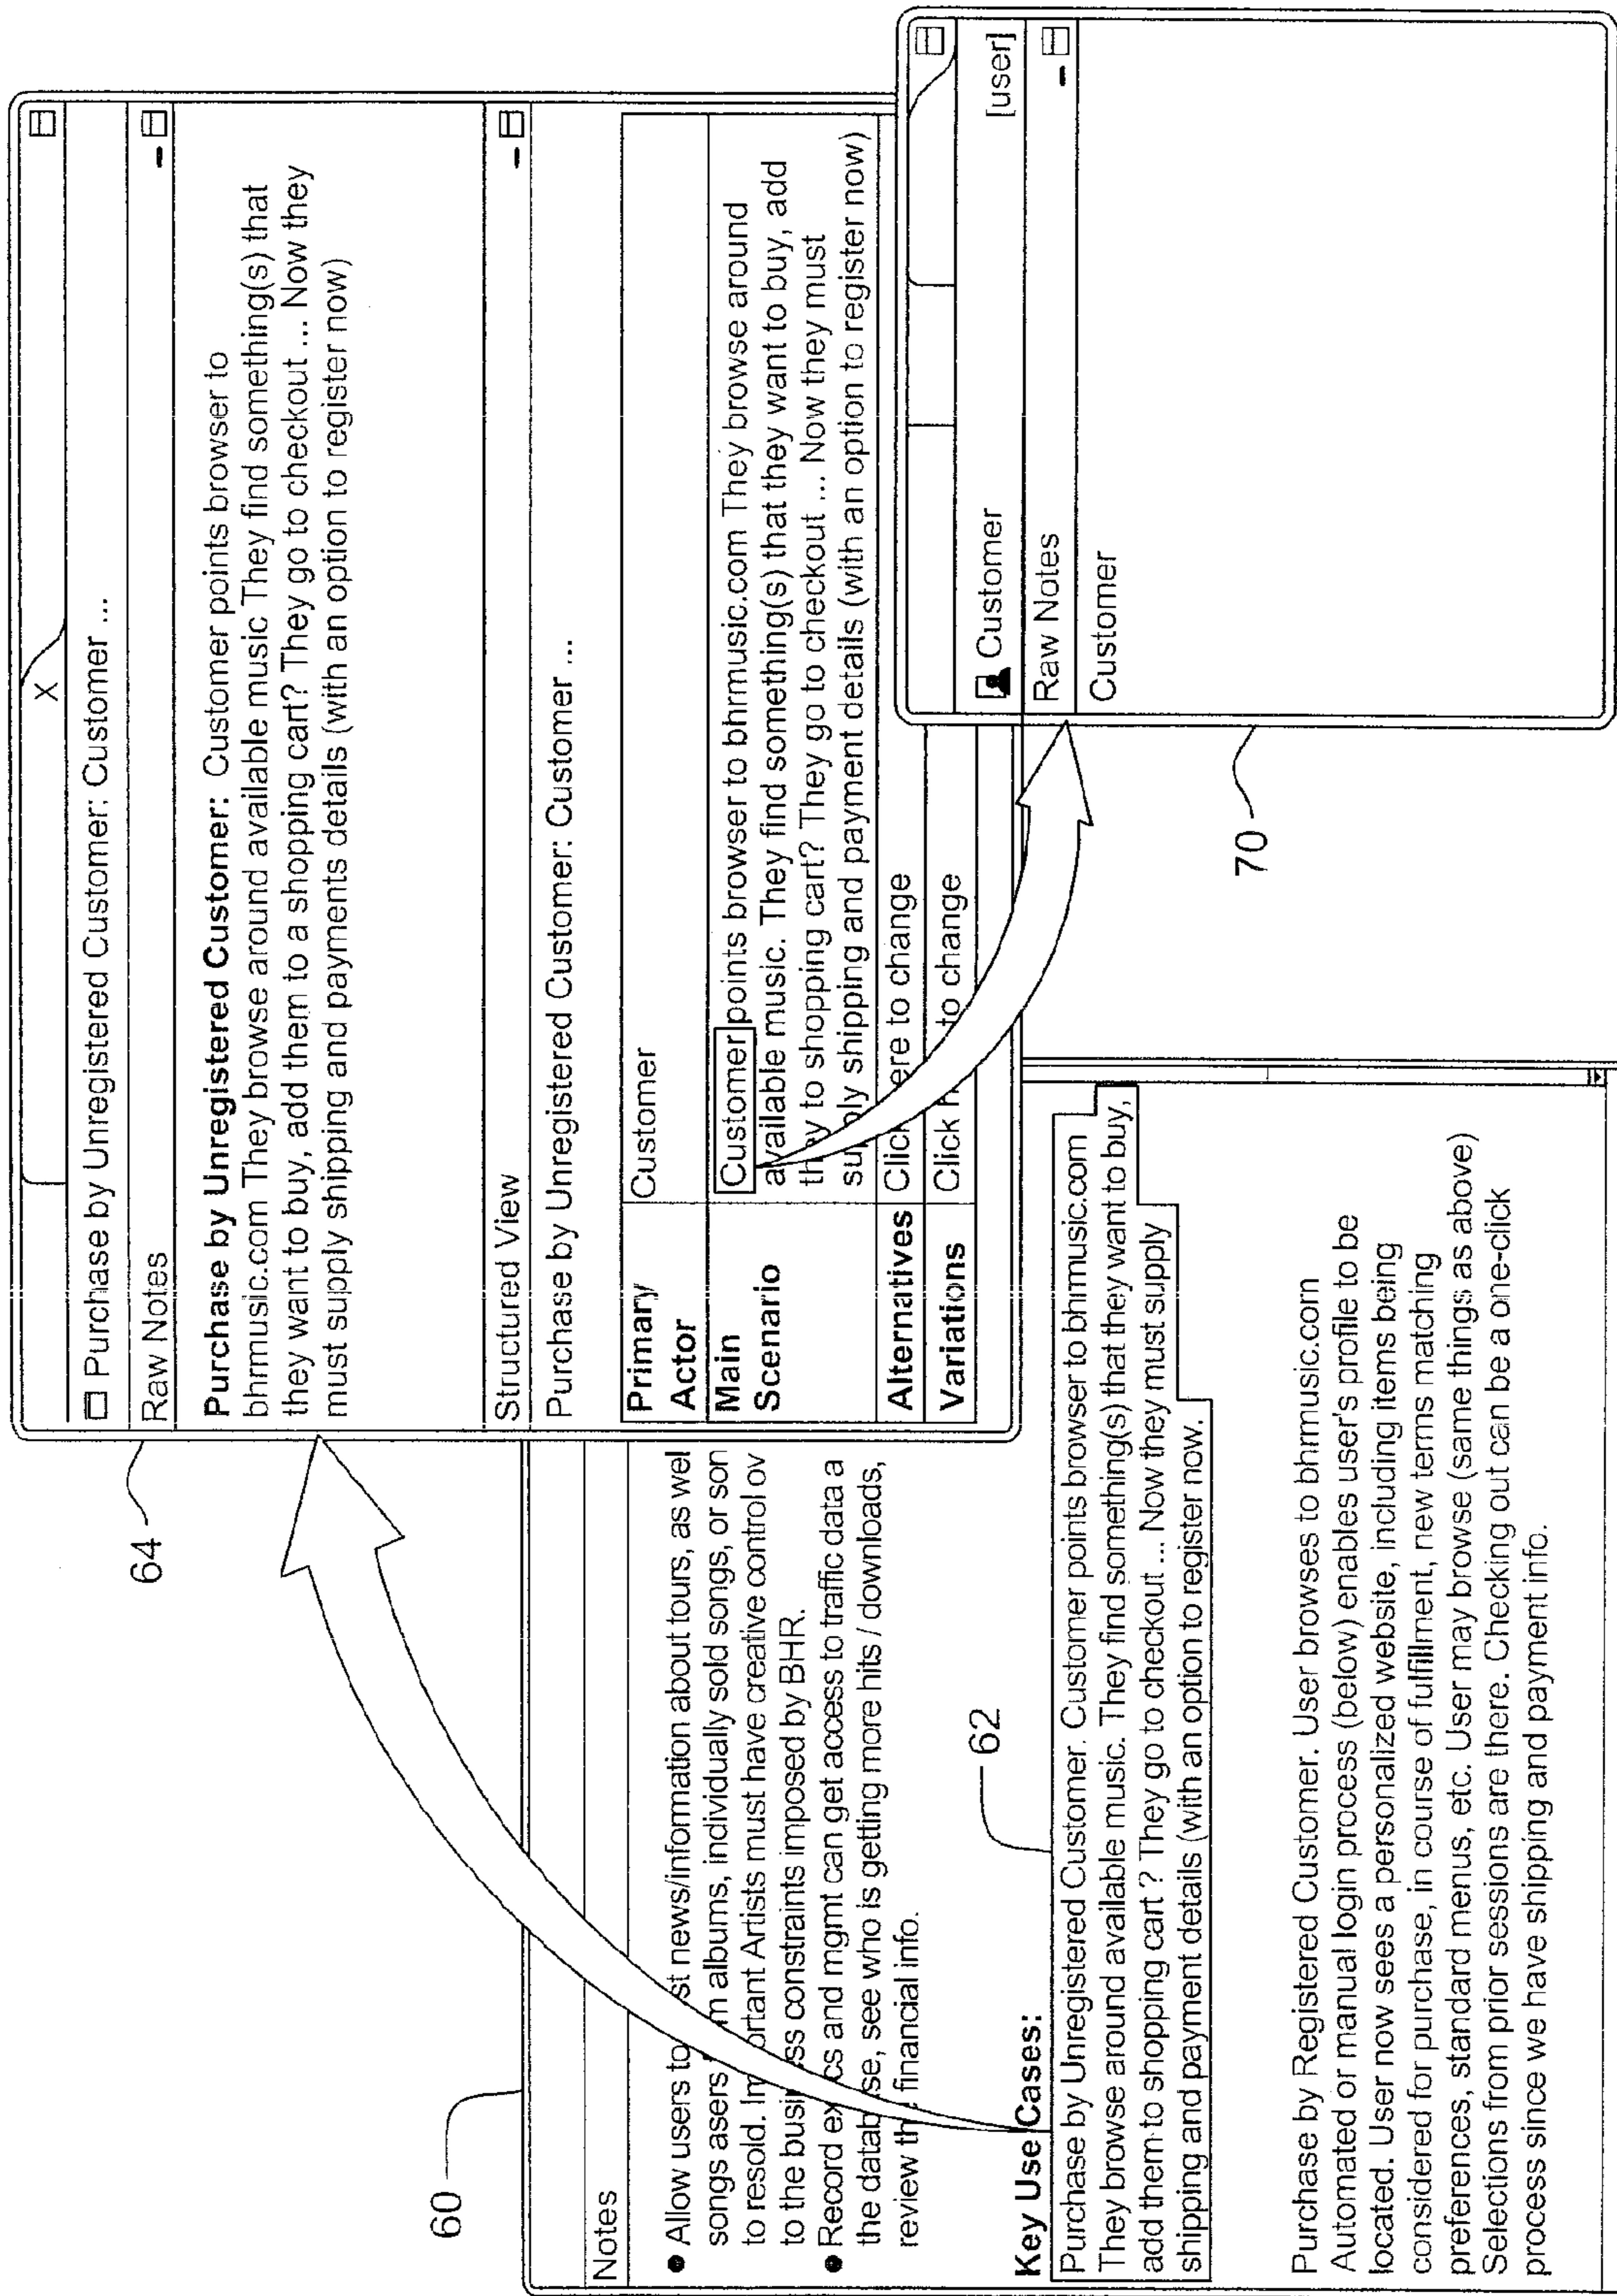 60
Notes
● Allow users to st news/information about tours, as wel
songs asers m albums, individually sold songs, or son
to resold. Im ortant Artists must have creative control ov
to the busi ss constraints imposed by BHR.
● Record ex cs and mgmt can get access to traffic data a
the datab se, see who is getting more hits / downloads,
review th financial info.
62
Key Use Cases:
Purchase by Unregistered Customer. Customer points browser to bhrmusic.com
They browse around available music. They find something(s) that they want to buy,
add them to shopping cart ? They go to checkout ... Now they must supply
shipping and payment details (with an option to register now.
Purchase by Registered Customer. User browses to bhrmusic.com
Automated or manual login process (below) enables user's profile to be
located. User now sees a personalized website, including items being
considered for purchase, in course of fulfillment, new terms matching
preferences, standard menus, etc. User may browse (same things as above)
Selections from prior sessions are there. Checking out can be a one-click
process since we have shipping and payment info.
64
X
Purchase by Unregistered Customer: Customer ...
Raw Notes
Purchase by Unregistered Customer: Customer points browser to
bhrmusic.com They browse around available music They find something(s) that
they want to buy, add them to a shopping cart? They go to checkout ... Now they
must supply shipping and payments details (with an option to register now)
Structured View
Purchase by Unregistered Customer: Customer ...
Primary Actor Customer
Main Scenario Customer points browser to bhrmusic.com They browse around
available music. They find something(s) that they want to buy, add
they to shopping cart? They go to checkout ... Now they must
supply shipping and payment details (with an option to register now)
Alternatives Click ere to change
Variations Click to change
70
Customer [user]
Raw Notes
Customer